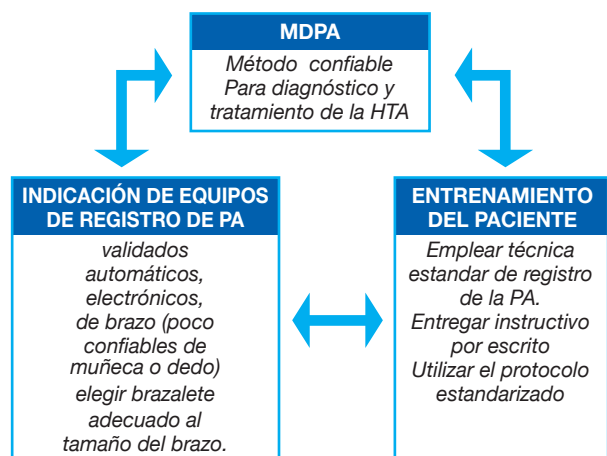 MDPA
Método confiable
Para diagnóstico y
tratamiento de la HTA
INDICACIÓN DE EQUIPOS
DE REGISTRO DE PA
validados
automáticos,
electrónicos,
de brazo (poco
confiables de
muñeca o dedo)
elegir brazalete
adecuado al
tamaño del brazo.
ENTRENAMIENTO
DEL PACIENTE
Emplear técnica
estandar de registro
de la PA.
Entregar instructivo
por escrito
Utilizar el protocolo
estandarizado